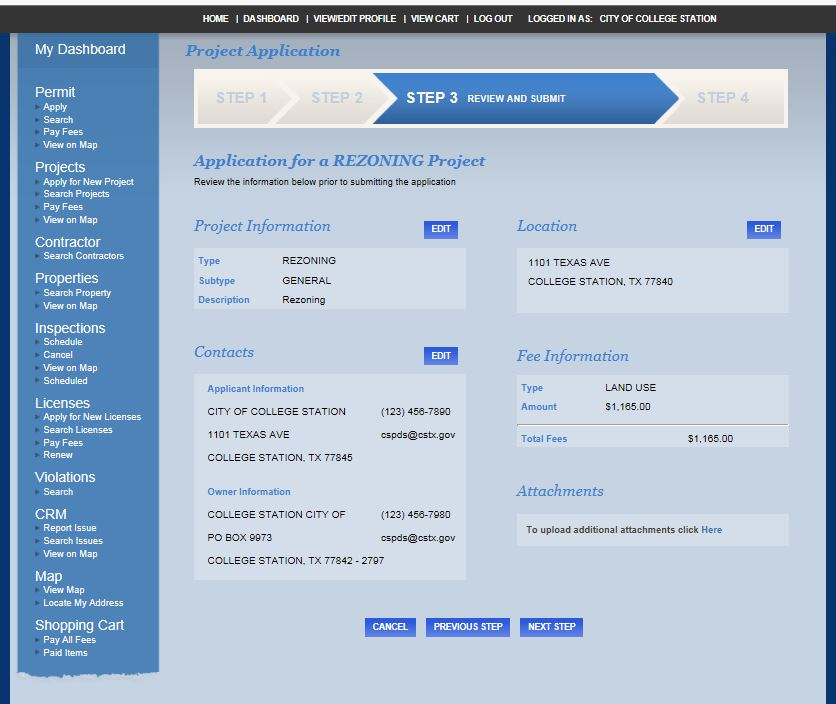 HOME | DASHBOARD | VIEW/EDIT PROFILE | VIEW CART | LOG OUT LOGGED IN AS: CITY OF COLLEGE STATION
My Dashboard
Permit
Apply
Search
Pay Fees
View on Map
Projects
Apply for New Project
Search Projects
Pay Fees
View on Map
Contractor
Search Contractors
Properties
Search Property
View on Map
Inspections
Schedule
Cancel
View on Map
Scheduled
Licenses
Apply for New Licenses
Search Licenses
Pay Fees
Renew
Violations
Search
CRM
Report Issue
Search Issues
View on Map
Map
View Map
Locate My Address
Shopping Cart
Pay All Fees
Paid Items
Project Application
STEP 1 STEP 2 STEP 3 REVIEW AND SUBMIT STEP 4
Application for a REZONING Project
Review the information below prior to submitting the application
Project Information EDIT
Type REZONING
Subtype GENERAL
Description Rezoning
Location EDIT
1101 TEXAS AVE
COLLEGE STATION, TX 77840
Contacts EDIT
Applicant Information
CITY OF COLLEGE STATION (123) 456-7890
1101 TEXAS AVE cspds@cstx.gov
COLLEGE STATION, TX 77845
Owner Information
COLLEGE STATION CITY OF (123) 456-7980
PO BOX 9973 cspds@cstx.gov
COLLEGE STATION, TX 77842 - 2797
Fee Information
Type LAND USE
Amount $1,165.00
Total Fees $1,165.00
Attachments
To upload additional attachments click Here
CANCEL PREVIOUS STEP NEXT STEP